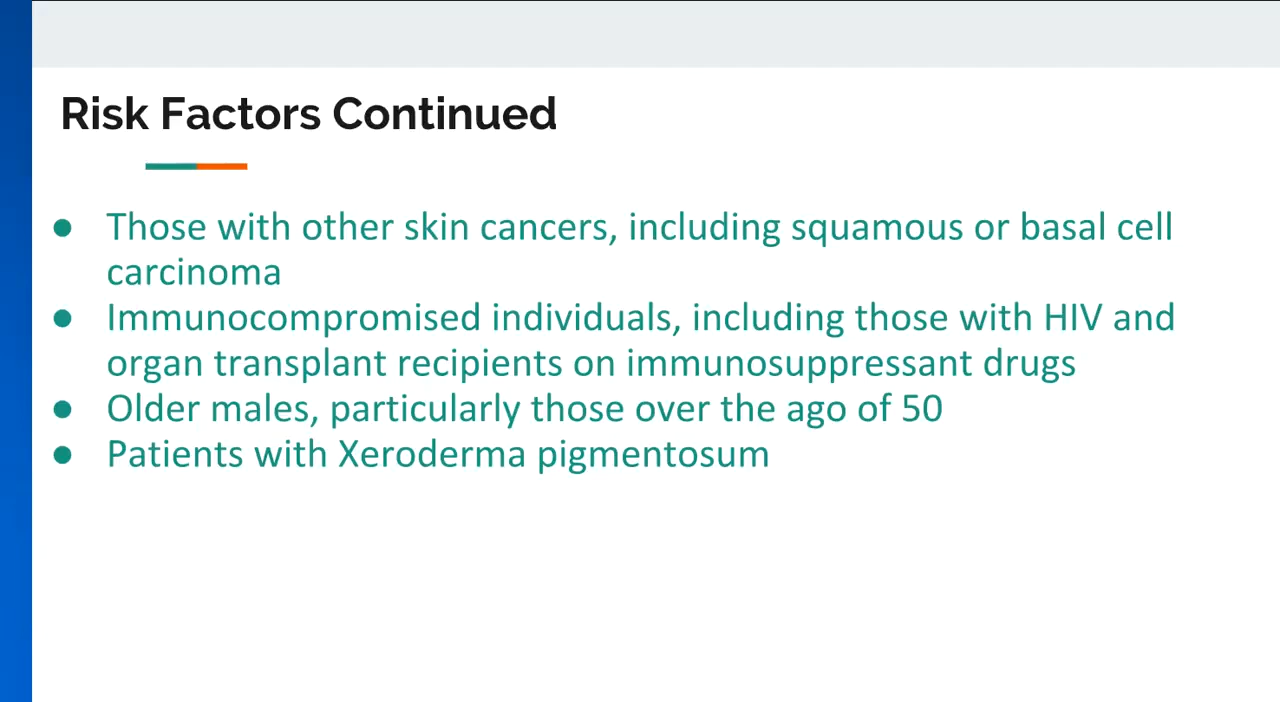 Risk Factors Continued
● Those with other skin cancers, including squamous or basal cell
carcinoma
● Immunocompromised individuals, including those with HIV and
organ transplant recipients on immunosuppressant drugs
● Older males, particularly those over the ago of 50
● Patients with Xeroderma pigmentosum